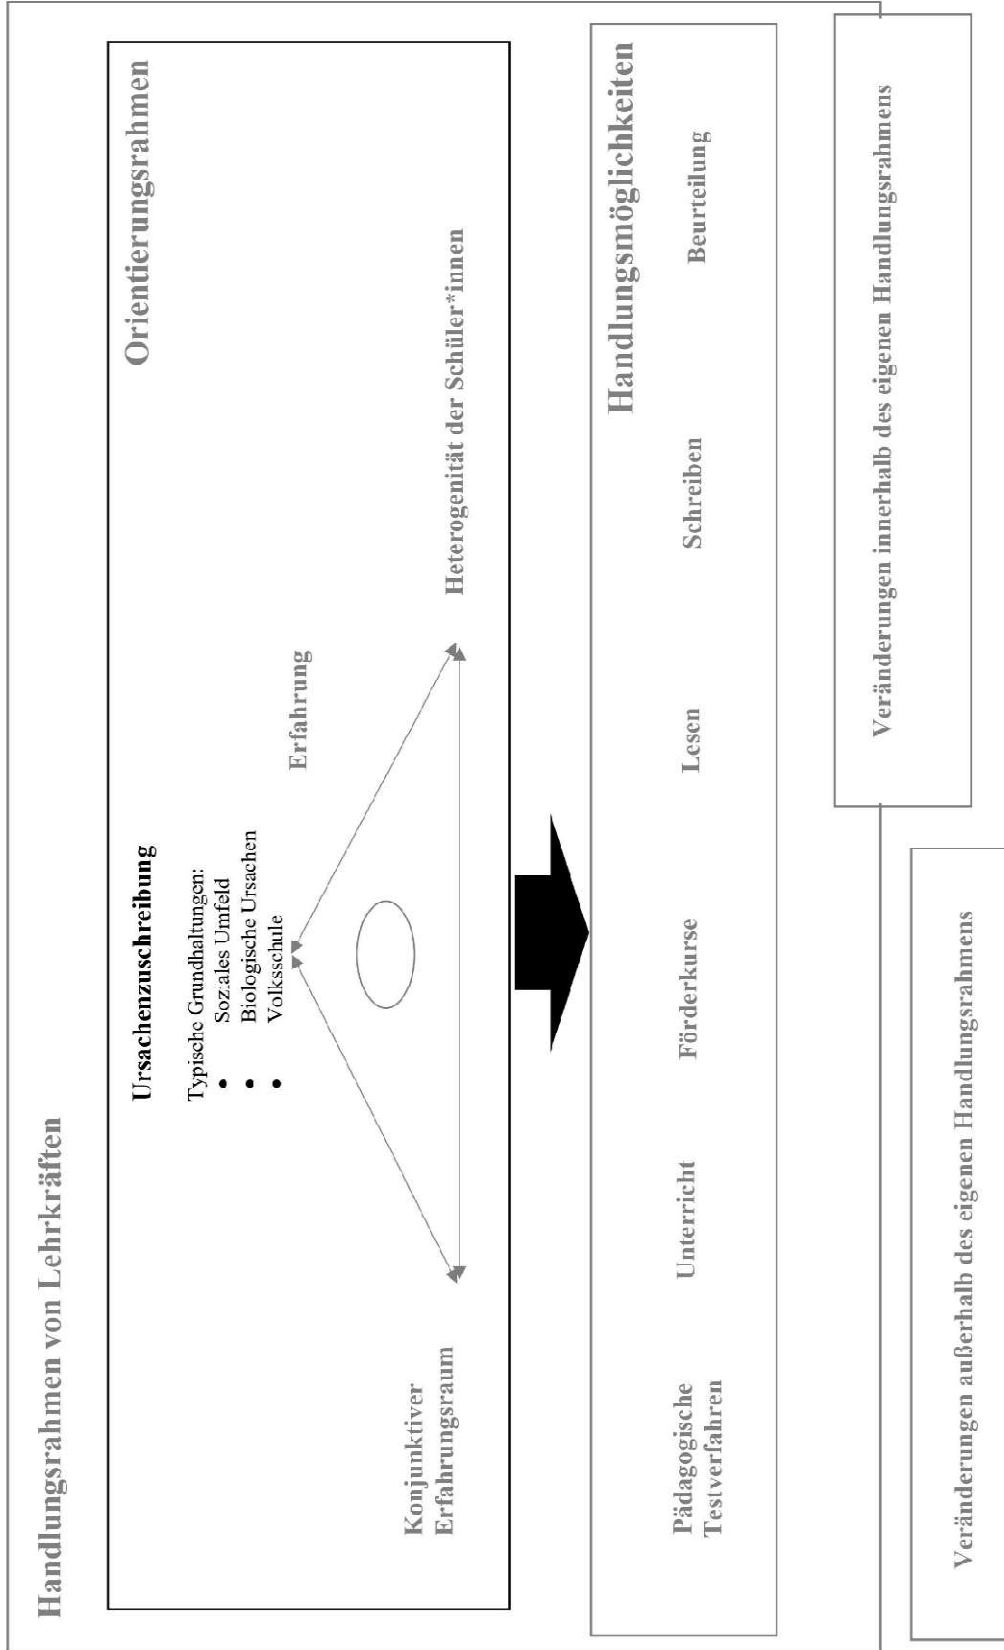 Handlungsrahmen von Lehrkräften
Orientierungsrahmen
Ursachenzuschreibung
Typische Grundhaltungen:
• Soziales Umfeld
• Biologische Ursachen
• Volksschule
Erfahrung
Konjunktiver
Erfahrungsraum
Heterogenität der Schüler*innen
Handlungsmöglichkeiten
Pädagogische
Testverfahren
Unterricht
Förderkurse
Lesen
Schreiben
Beurteilung
Veränderungen innerhalb des eigenen Handlungsrahmens
Veränderungen außerhalb des eigenen Handlungsrahmens